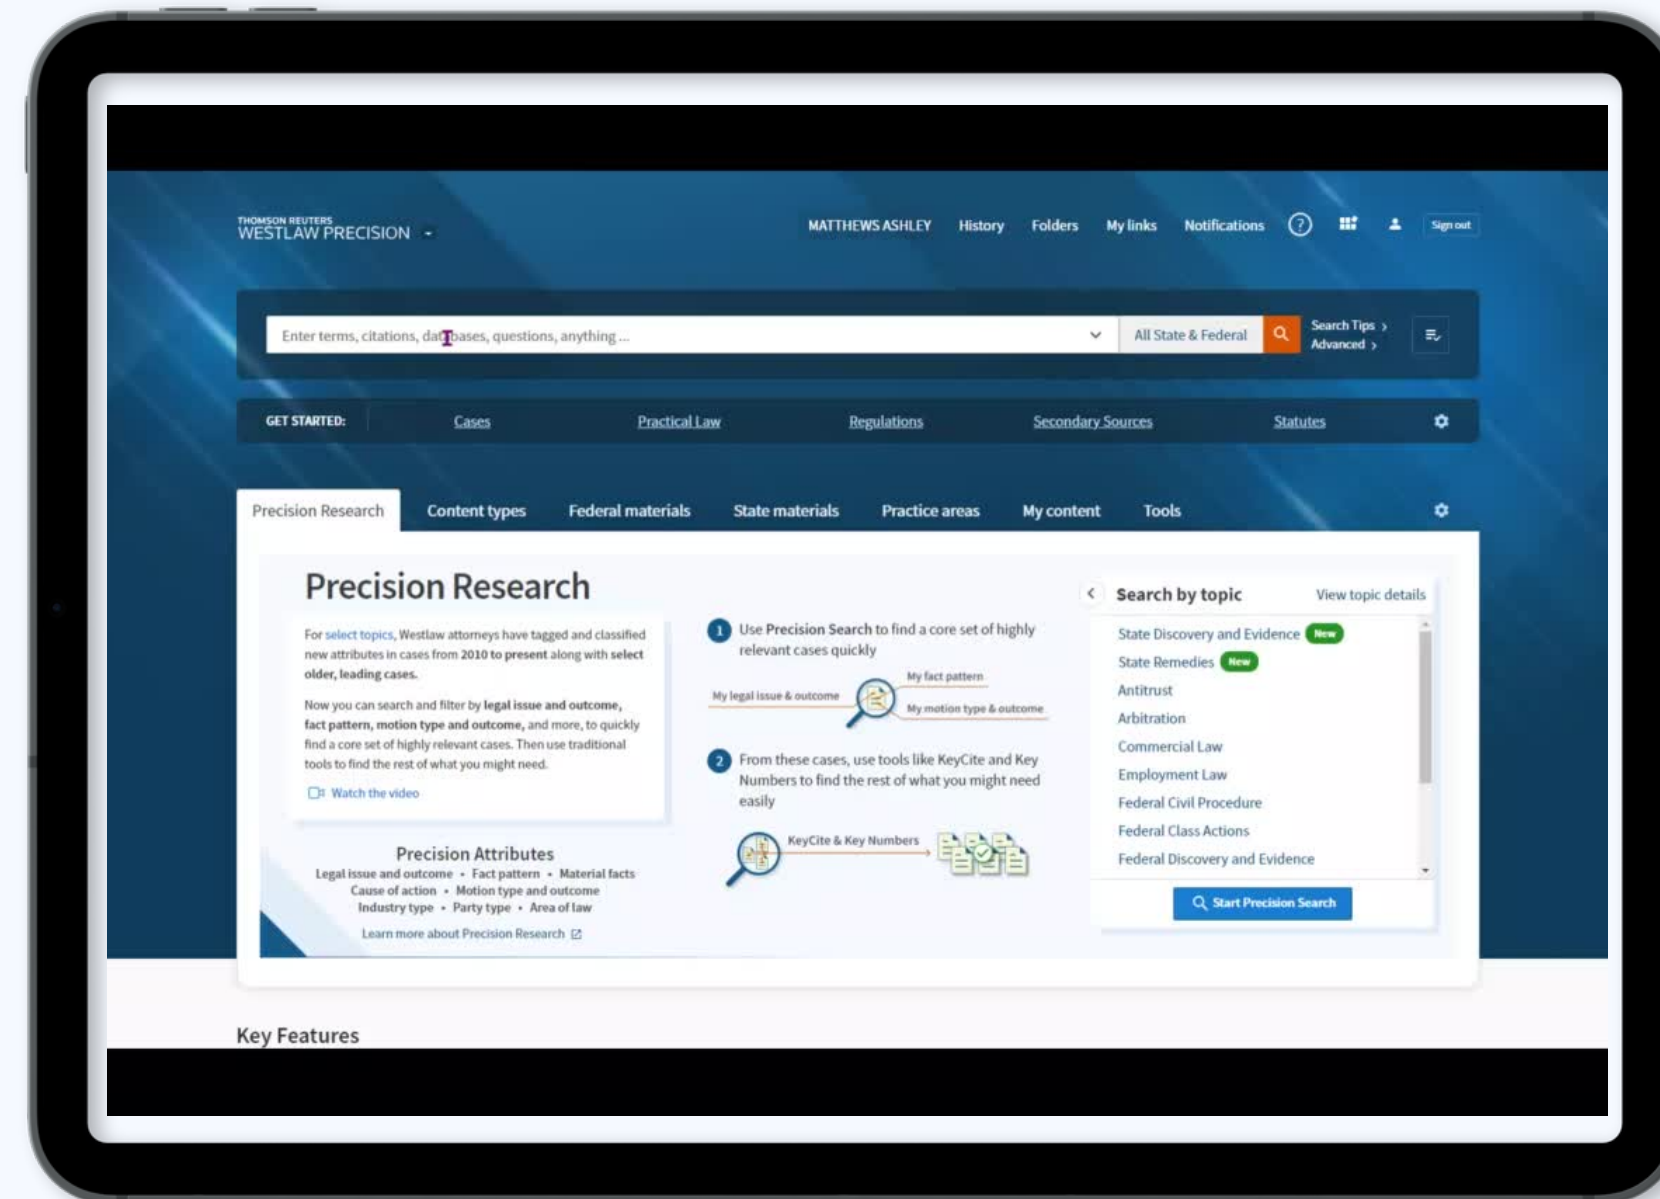 THOMSON REUTERS
WESTLAW PRECISION
MATTHEWS ASHLEY History Folders My links Notifications ? Sign out
Enter terms, citations, databases, questions, anything ... All State & Federal
Search Tips >
Advanced >
GET STARTED: Cases Practical Law Regulations Secondary Sources Statutes
Precision Research Content types Federal materials State materials Practice areas My content Tools
Precision Research
For select topics, Westlaw attorneys have tagged and classified
new attributes in cases from 2010 to present along with select
older, leading cases.
Now you can search and filter by legal issue and outcome,
fact pattern, motion type and outcome, and more, to quickly
find a core set of highly relevant cases. Then use traditional
tools to find the rest of what you might need.
Watch the video
Precision Attributes
Legal issue and outcome • Fact pattern • Material facts
Cause of action • Motion type and outcome
Industry type • Party type • Area of law
Learn more about Precision Research
1 Use Precision Search to find a core set of highly
relevant cases quickly
My fact pattern
My legal issue & outcome
My motion type & outcome
2 From these cases, use tools like KeyCite and Key
Numbers to find the rest of what you might need
easily
KeyCite & Key Numbers
Search by topic View topic details
State Discovery and Evidence New
State Remedies New
Antitrust
Arbitration
Commercial Law
Employment Law
Federal Civil Procedure
Federal Class Actions
Federal Discovery and Evidence
Start Precision Search
Key Features